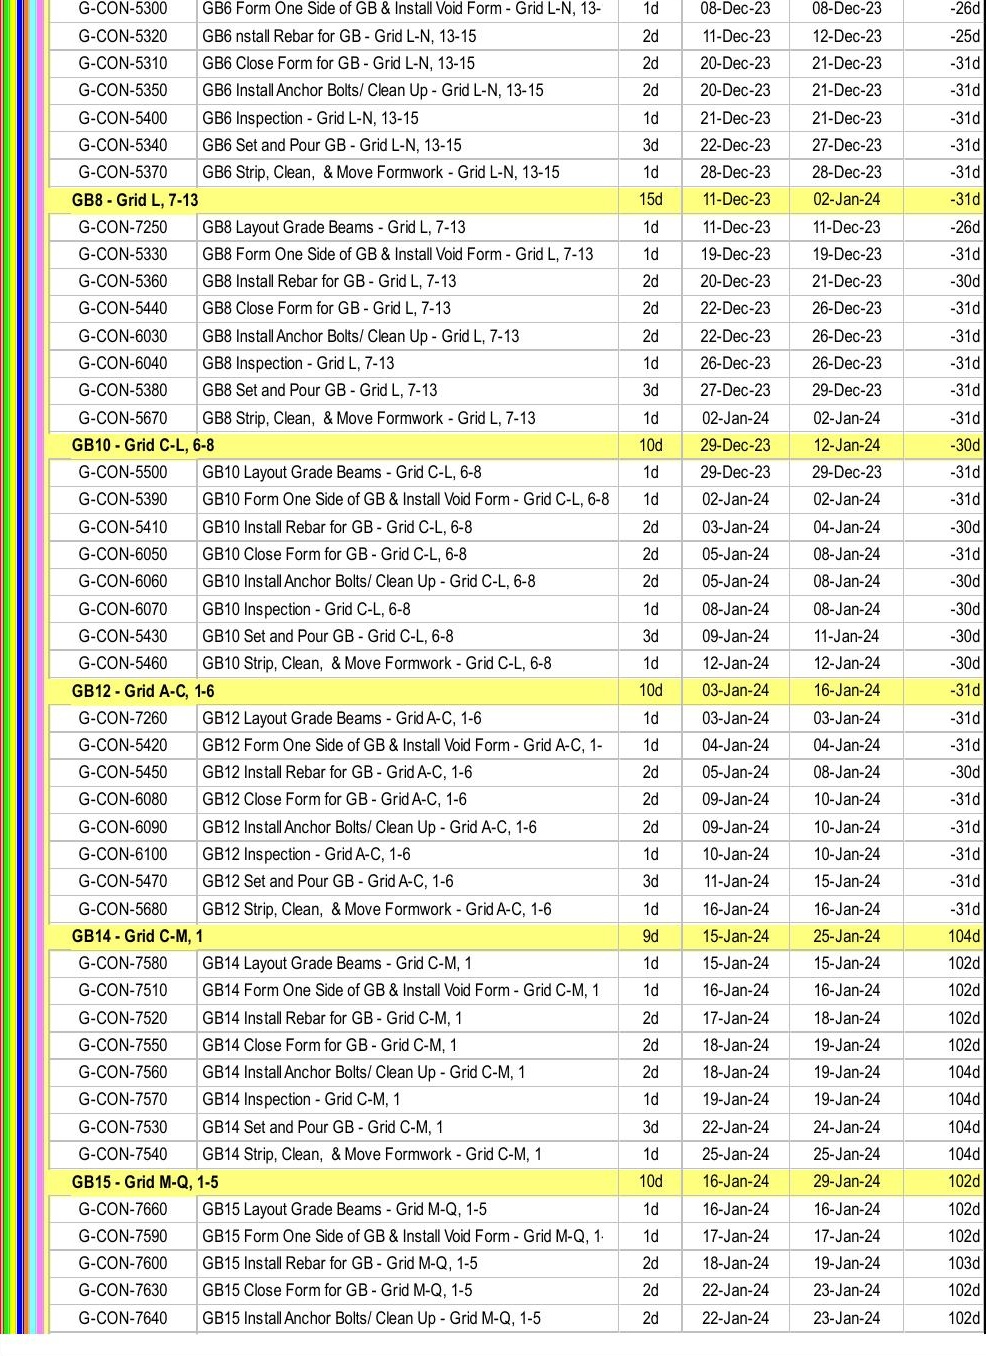 G-CON-5300 GB6 Form One Side of GB & Install Void Form - Grid L-N, 13- 1d 08-Dec-23 08-Dec-23 -26d
G-CON-5320 GB6 nstall Rebar for GB - Grid L-N, 13-15 2d 11-Dec-23 12-Dec-23 -25d
G-CON-5310 GB6 Close Form for GB - Grid L-N, 13-15 2d 20-Dec-23 21-Dec-23 -31d
G-CON-5350 GB6 Install Anchor Bolts/ Clean Up - Grid L-N, 13-15 2d 20-Dec-23 21-Dec-23 -31d
G-CON-5400 GB6 Inspection - Grid L-N, 13-15 1d 21-Dec-23 21-Dec-23 -31d
G-CON-5340 GB6 Set and Pour GB - Grid L-N, 13-15 3d 22-Dec-23 27-Dec-23 -31d
G-CON-5370 GB6 Strip, Clean, & Move Formwork - Grid L-N, 13-15 1d 28-Dec-23 28-Dec-23 -31d
GB8 - Grid L, 7-13 15d 11-Dec-23 02-Jan-24 -31d
G-CON-7250 GB8 Layout Grade Beams - Grid L, 7-13 1d 11-Dec-23 11-Dec-23 -26d
G-CON-5330 GB8 Form One Side of GB & Install Void Form - Grid L, 7-13 1d 19-Dec-23 19-Dec-23 -31d
G-CON-5360 GB8 Install Rebar for GB - Grid L, 7-13 2d 20-Dec-23 21-Dec-23 -30d
G-CON-5440 GB8 Close Form for GB - Grid L, 7-13 2d 22-Dec-23 26-Dec-23 -31d
G-CON-6030 GB8 Install Anchor Bolts/ Clean Up - Grid L, 7-13 2d 22-Dec-23 26-Dec-23 -31d
G-CON-6040 GB8 Inspection - Grid L, 7-13 1d 26-Dec-23 26-Dec-23 -31d
G-CON-5380 GB8 Set and Pour GB - Grid L, 7-13 3d 27-Dec-23 29-Dec-23 -31d
G-CON-5670 GB8 Strip, Clean, & Move Formwork - Grid L, 7-13 1d 02-Jan-24 02-Jan-24 -31d
GB10 - Grid C-L, 6-8 10d 29-Dec-23 12-Jan-24 -30d
G-CON-5500 GB10 Layout Grade Beams - Grid C-L, 6-8 1d 29-Dec-23 29-Dec-23 -31d
G-CON-5390 GB10 Form One Side of GB & Install Void Form - Grid C-L, 6-8 1d 02-Jan-24 02-Jan-24 -31d
G-CON-5410 GB10 Install Rebar for GB - Grid C-L, 6-8 2d 03-Jan-24 04-Jan-24 -30d
G-CON-6050 GB10 Close Form for GB - Grid C-L, 6-8 2d 05-Jan-24 08-Jan-24 -31d
G-CON-6060 GB10 Install Anchor Bolts/ Clean Up - Grid C-L, 6-8 2d 05-Jan-24 08-Jan-24 -30d
G-CON-6070 GB10 Inspection - Grid C-L, 6-8 1d 08-Jan-24 08-Jan-24 -30d
G-CON-5430 GB10 Set and Pour GB - Grid C-L, 6-8 3d 09-Jan-24 11-Jan-24 -30d
G-CON-5460 GB10 Strip, Clean, & Move Formwork - Grid C-L, 6-8 1d 12-Jan-24 12-Jan-24 -30d
GB12 - Grid A-C, 1-6 10d 03-Jan-24 16-Jan-24 -31d
G-CON-7260 GB12 Layout Grade Beams - Grid A-C, 1-6 1d 03-Jan-24 03-Jan-24 -31d
G-CON-5420 GB12 Form One Side of GB & Install Void Form - Grid A-C, 1- 1d 04-Jan-24 04-Jan-24 -31d
G-CON-5450 GB12 Install Rebar for GB - Grid A-C, 1-6 2d 05-Jan-24 08-Jan-24 -30d
G-CON-6080 GB12 Close Form for GB - Grid A-C, 1-6 2d 09-Jan-24 10-Jan-24 -31d
G-CON-6090 GB12 Install Anchor Bolts/ Clean Up - Grid A-C, 1-6 2d 09-Jan-24 10-Jan-24 -31d
G-CON-6100 GB12 Inspection - Grid A-C, 1-6 1d 10-Jan-24 10-Jan-24 -31d
G-CON-5470 GB12 Set and Pour GB - Grid A-C, 1-6 3d 11-Jan-24 15-Jan-24 -31d
G-CON-5680 GB12 Strip, Clean, & Move Formwork - Grid A-C, 1-6 1d 16-Jan-24 16-Jan-24 -31d
GB14 - Grid C-M, 1 9d 15-Jan-24 25-Jan-24 104d
G-CON-7580 GB14 Layout Grade Beams - Grid C-M, 1 1d 15-Jan-24 15-Jan-24 102d
G-CON-7510 GB14 Form One Side of GB & Install Void Form - Grid C-M, 1 1d 16-Jan-24 16-Jan-24 102d
G-CON-7520 GB14 Install Rebar for GB - Grid C-M, 1 2d 17-Jan-24 18-Jan-24 102d
G-CON-7550 GB14 Close Form for GB - Grid C-M, 1 2d 18-Jan-24 19-Jan-24 102d
G-CON-7560 GB14 Install Anchor Bolts/ Clean Up - Grid C-M, 1 2d 18-Jan-24 19-Jan-24 104d
G-CON-7570 GB14 Inspection - Grid C-M, 1 1d 19-Jan-24 19-Jan-24 104d
G-CON-7530 GB14 Set and Pour GB - Grid C-M, 1 3d 22-Jan-24 24-Jan-24 104d
G-CON-7540 GB14 Strip, Clean, & Move Formwork - Grid C-M, 1 1d 25-Jan-24 25-Jan-24 104d
GB15 - Grid M-Q, 1-5 10d 16-Jan-24 29-Jan-24 102d
G-CON-7660 GB15 Layout Grade Beams - Grid M-Q, 1-5 1d 16-Jan-24 16-Jan-24 102d
G-CON-7590 GB15 Form One Side of GB & Install Void Form - Grid M-Q, 1- 1d 17-Jan-24 17-Jan-24 102d
G-CON-7600 GB15 Install Rebar for GB - Grid M-Q, 1-5 2d 18-Jan-24 19-Jan-24 103d
G-CON-7630 GB15 Close Form for GB - Grid M-Q, 1-5 2d 22-Jan-24 23-Jan-24 102d
G-CON-7640 GB15 Install Anchor Bolts/ Clean Up - Grid M-Q, 1-5 2d 22-Jan-24 23-Jan-24 102d